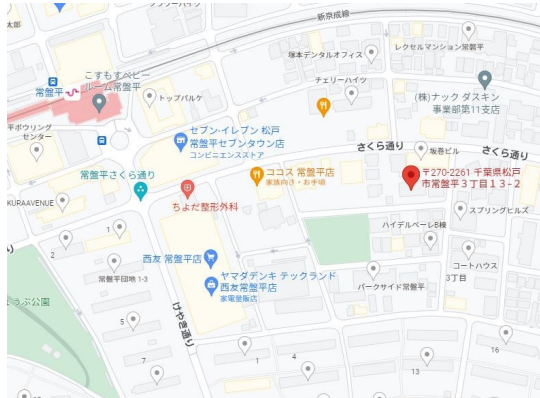 太郎
新京成線
塚本デンタルオフィス
レクセルマンション常磐平
こすもすベビー
ルーム常盤平
常盤平
トップパルケ
チェリーハイツ
(株)ナック ダスキン
事業部第11支店
平ボウリング
センター
セブン-イレブン 松戸
常盤平セブンタウン店
コンビニエンスストア
さくら通り
坂巻ビル
さくら通り
常盤平さくら通り
ココス 常盤平店
家族向き・お手頃
〒270-2261 千葉県松戸
市常盤平3丁目13-2
KURAAVENUE
ちよだ整形外科
スプリングヒルズ
1
ハイデルベーレB棟
2
西友 常盤平店
常盤平団地 1-3
ヤマダデンキ テックランド
西友常盤平店
家電量販店
コートハウス
3丁目
パークサイド常盤平
ょうぶ公園
けやき通り
5
7
1
4
13
16